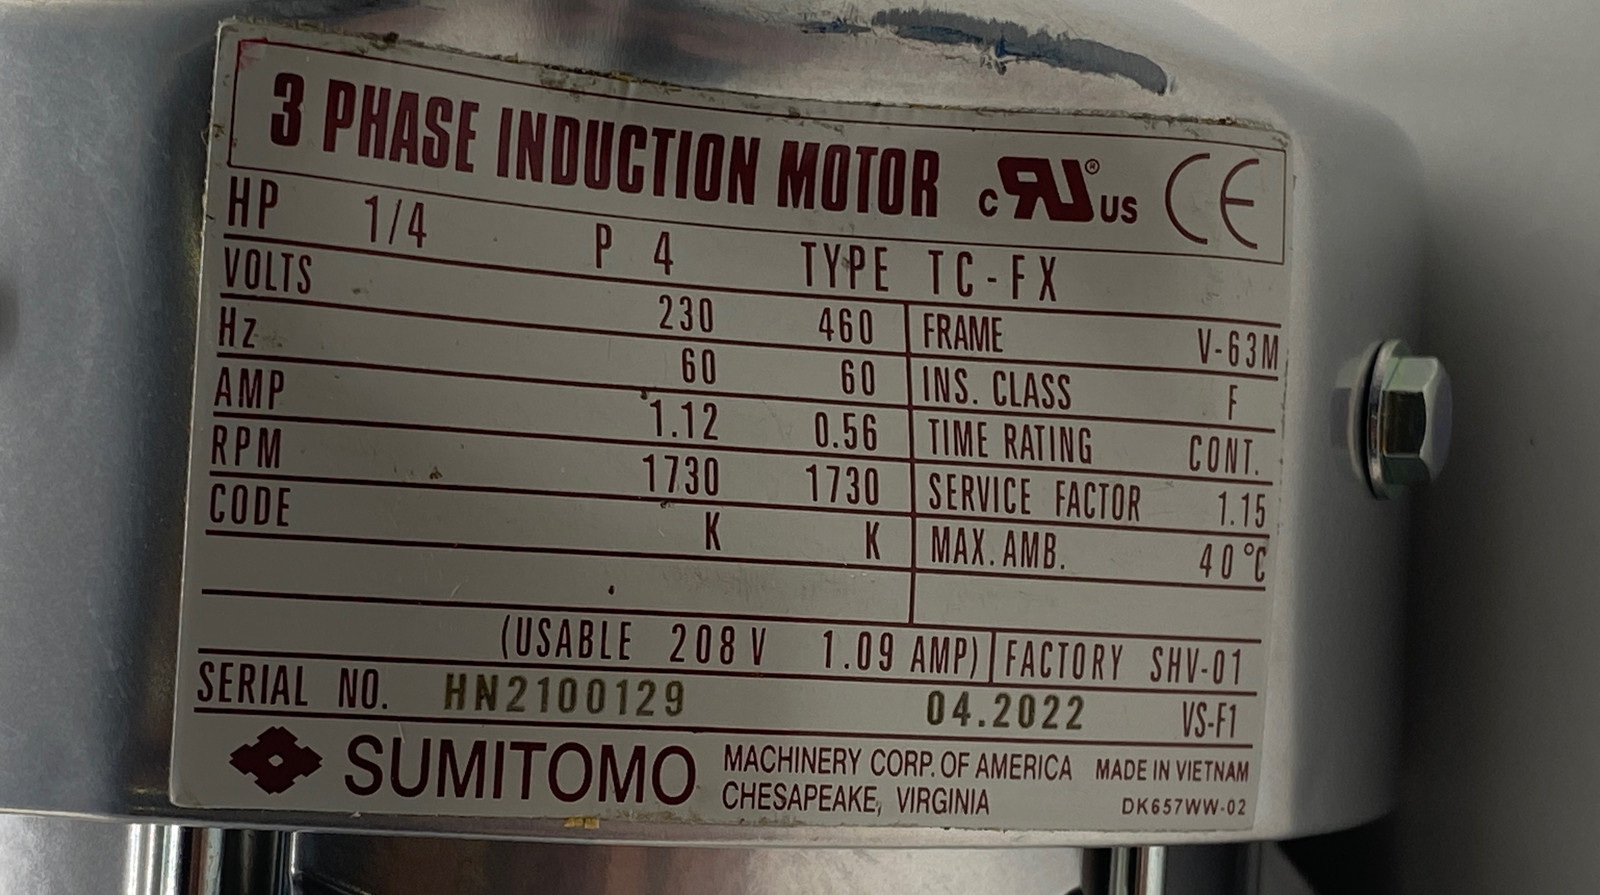 3 PHASE INDUCTION MOTOR c RU® US CE
HP 1/4 P 4 TYPE TC-FX
VOLTS 230 460 FRAME V-63M
Hz 60 60 INS. CLASS F
AMP 1.12 0.56 TIME RATING CONT.
RPM 1730 1730 SERVICE FACTOR 1.15
CODE K K MAX. AMB. 40°C
(USABLE 208V 1.09 AMP) FACTORY SHV-01
SERIAL NO. HN2100129 04.2022 VS-F1
SUMITOMO MACHINERY CORP. OF AMERICA MADE IN VIETNAM
CHESAPEAKE, VIRGINIA DK657WW-02